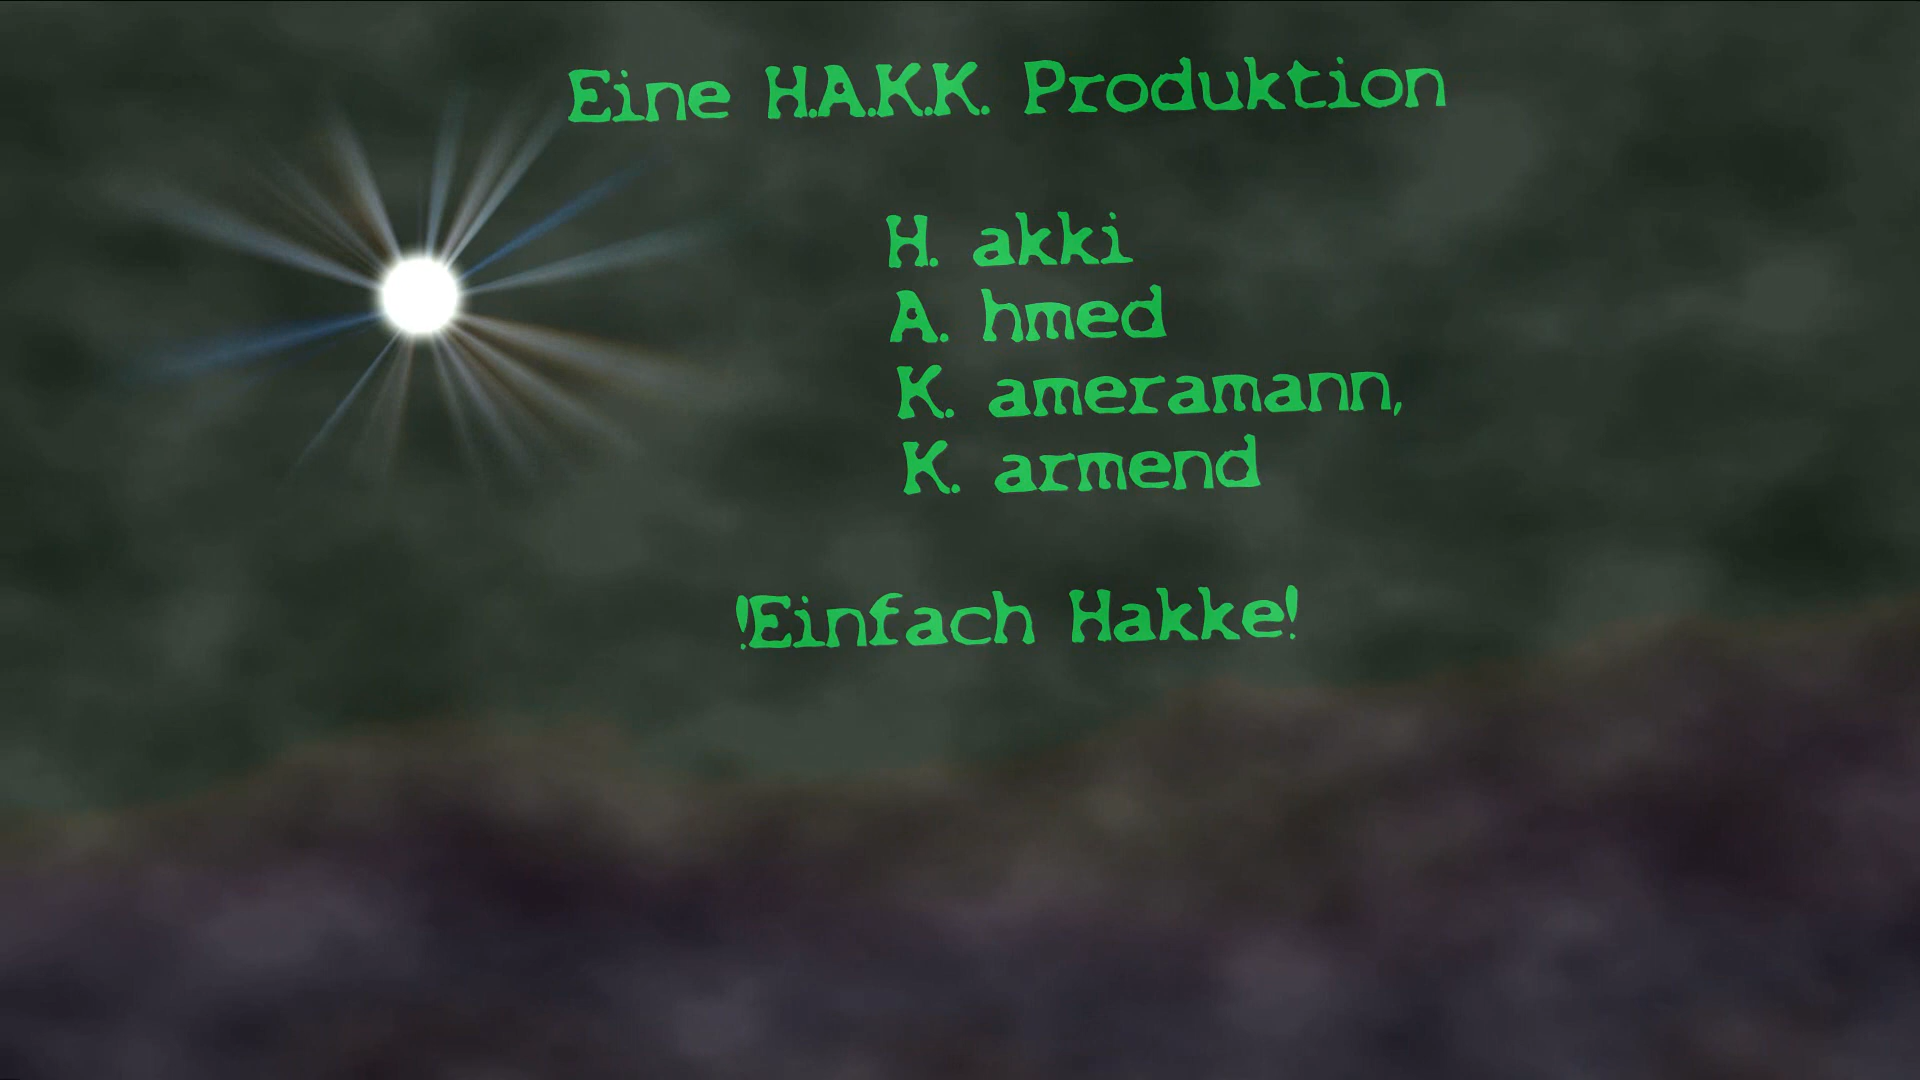 Eine H.A.K.K. Produktion
H. akki
A. hmed
K. ameramann,
K. armend
!Einfach Hakke!